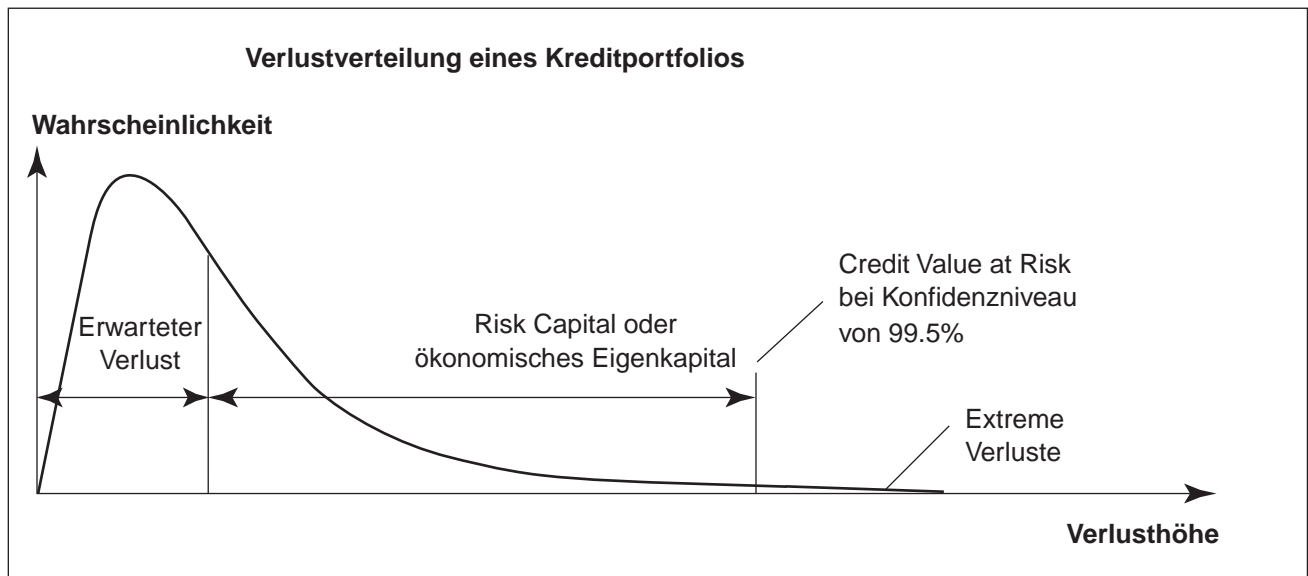 Verlustverteilung eines Kreditportfolios
Wahrscheinlichkeit
Credit Value at Risk
bei Konfidenzniveau
von 99.5%
Erwarteter
Verlust
Risk Capital oder
ökonomisches Eigenkapital
Extreme
Verluste
Verlusthöhe